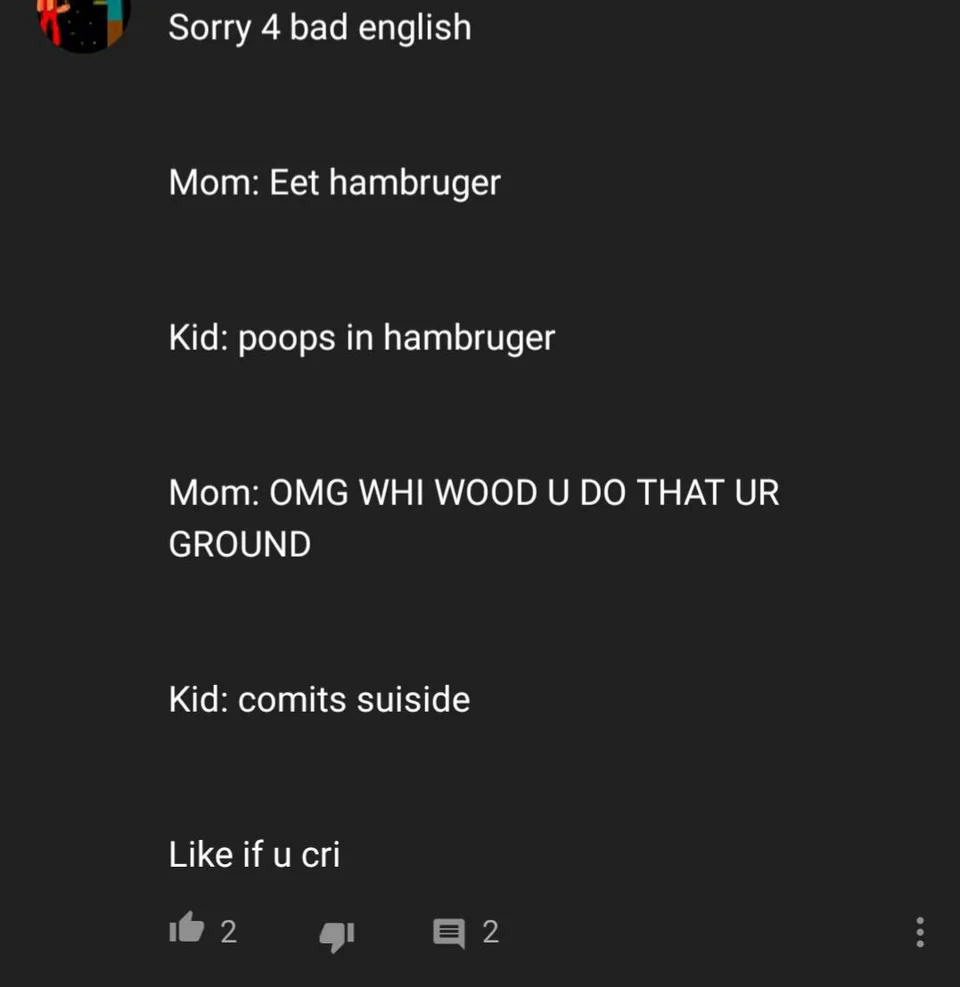 Sorry 4 bad english
Mom: Eet hambruger
Kid: poops in hambruger
Mom: OMG WHI WOOD U DO THAT UR
GROUND
Kid: comits suiside
Like if u cri
2 2